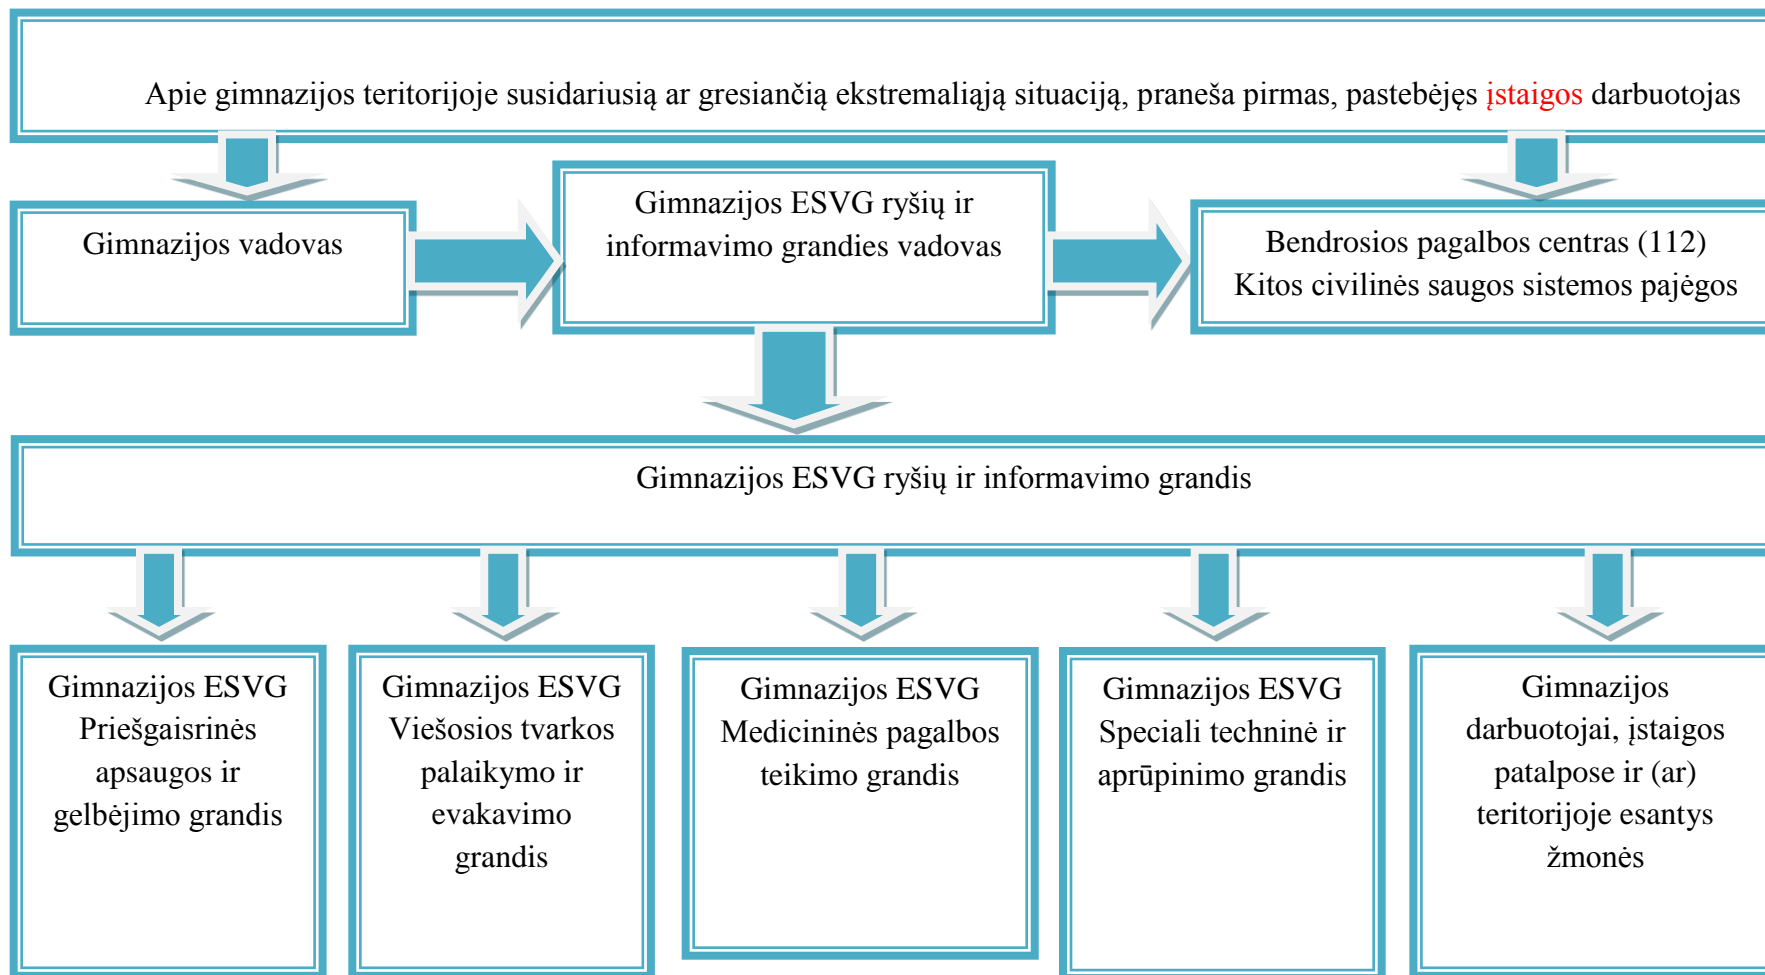 Apie gimnazijos teritorijoje susidariusią ar gresiančią ekstremaliąją situaciją, praneša pirmas, pastebėjęs įstaigos darbuotojas
Gimnazijos vadovas
Gimnazijos ESVG ryšių ir
informavimo grandies vadovas
Bendrosios pagalbos centras (112)
Kitos civilinės saugos sistemos pajėgos
Gimnazijos ESVG ryšių ir informavimo grandis
Gimnazijos ESVG
Priešgaisrinės
apsaugos ir
gelbėjimo grandis
Gimnazijos ESVG
Viešosios tvarkos
palaikymo ir
evakavimo
grandis
Gimnazijos ESVG
Medicininės pagalbos
teikimo grandis
Gimnazijos ESVG
Speciali techninė ir
aprūpinimo grandis
Gimnazijos
darbuotojai, įstaigos
patalpose ir (ar)
teritorijoje esantys
žmonės